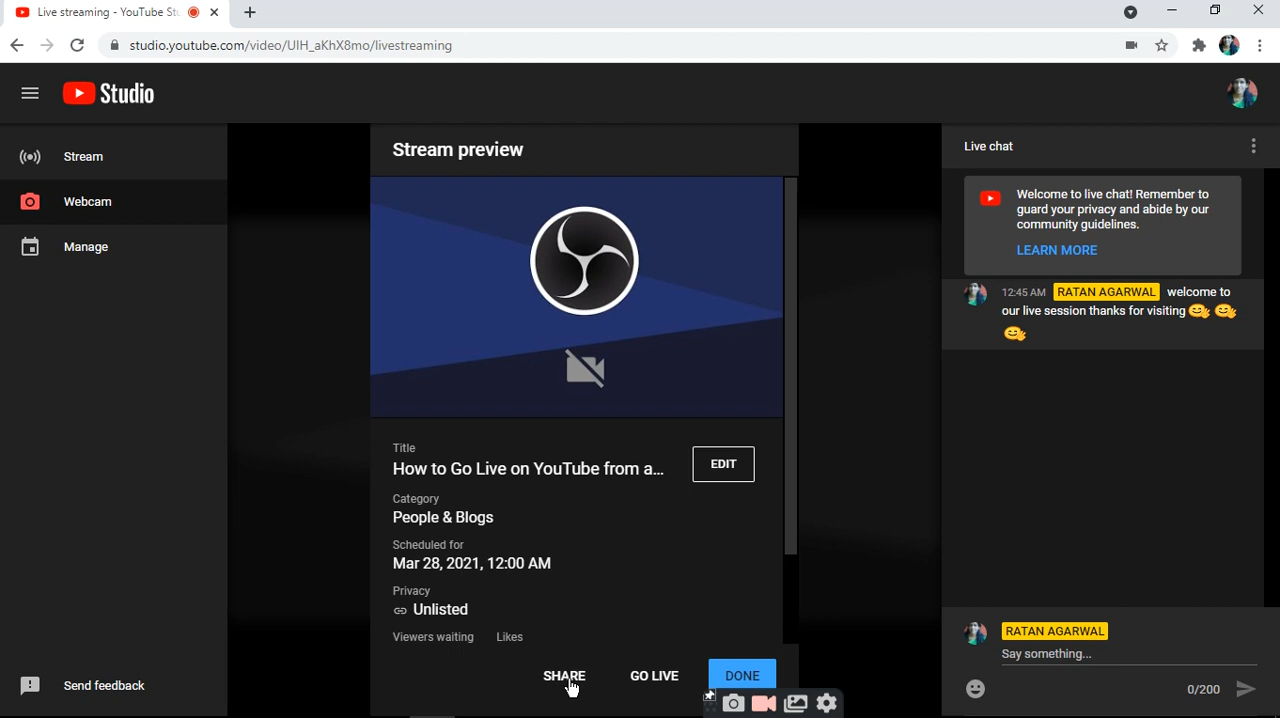 Live streaming - YouTube Stu
studio.youtube.com/video/UIH_aKhX8mo/livestreaming
Studio
Stream
Webcam
Manage
Send feedback
Stream preview
Title
How to Go Live on YouTube from a...
EDIT
Category
People & Blogs
Scheduled for
Mar 28, 2021, 12:00 AM
Privacy
Unlisted
Viewers waiting Likes
SHARE GO LIVE DONE
Live chat
Welcome to live chat! Remember to
guard your privacy and abide by our
community guidelines.
LEARN MORE
12:45 AM RATAN AGARWAL welcome to
our live session thanks for visiting
RATAN AGARWAL
Say something...
0/200